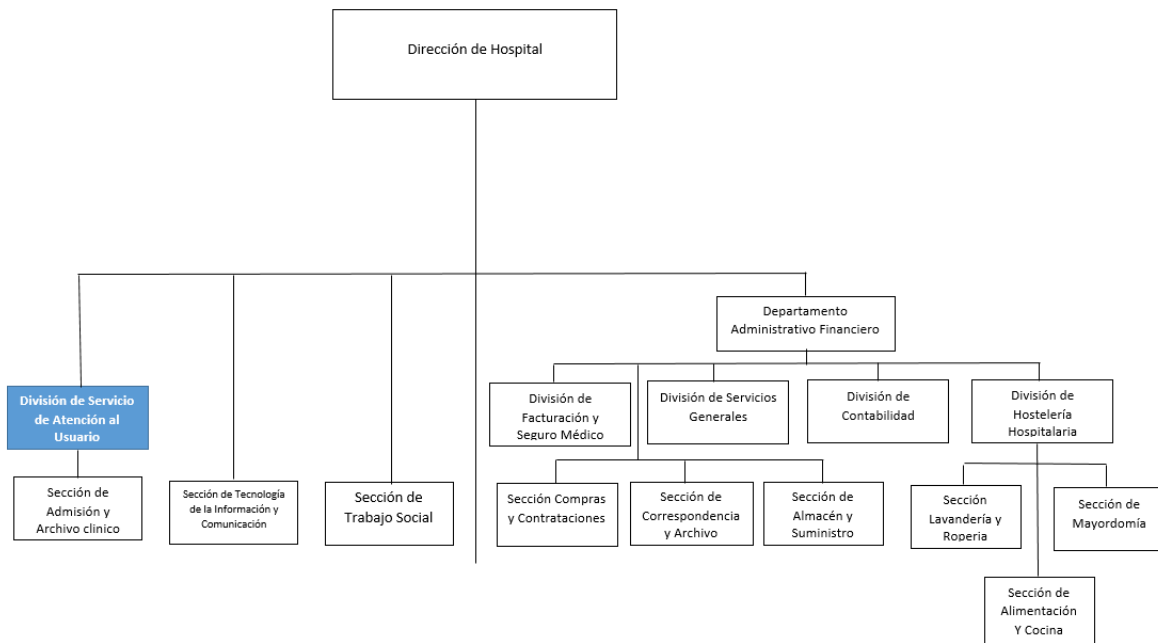 Dirección de Hospital
Departamento
Administrativo Financiero
División de Servicio
de Atención al
Usuario
División de
Facturación y
Seguro Médico
División de Servicios
Generales
División de
Contabilidad
División de
Hostelería
Hospitalaria
Sección de
Admisión y
Archivo clinico
Sección de Tecnología
de la Información y
Comunicación
Sección de
Trabajo Social
Sección Compras
y Contrataciones
Sección de
Correspondencia
y Archivo
Sección de
Almacén y
Suministro
Sección
Lavandería y
Roperia
Sección de
Mayordomía
Sección de
Alimentación
Y Cocina